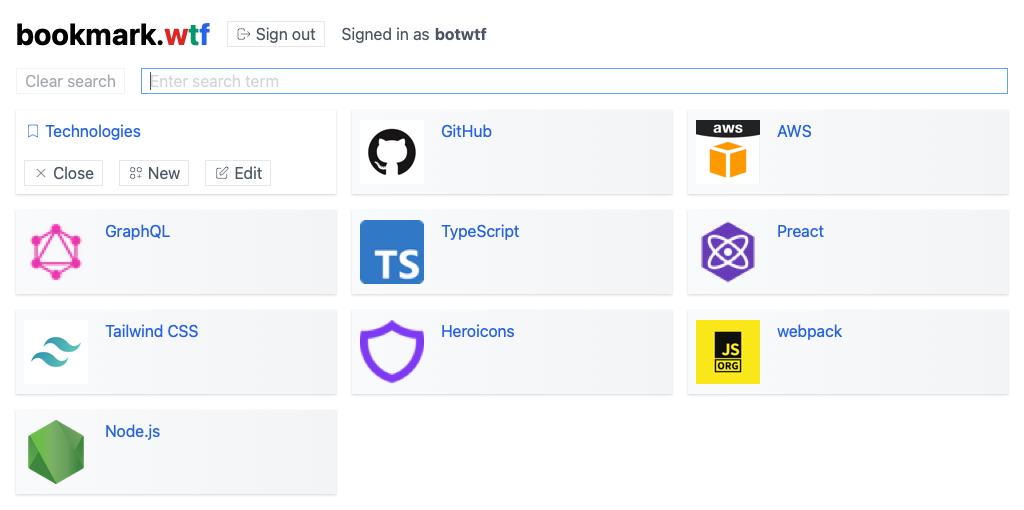 bookmark.wtf Sign out Signed in as botwtf
Clear search Enter search term
Technologies
Close New Edit
GitHub
aws
AWS
GraphQL
TS
TypeScript
Preact
Tailwind CSS
Heroicons
JS
ORG
webpack
Node.js